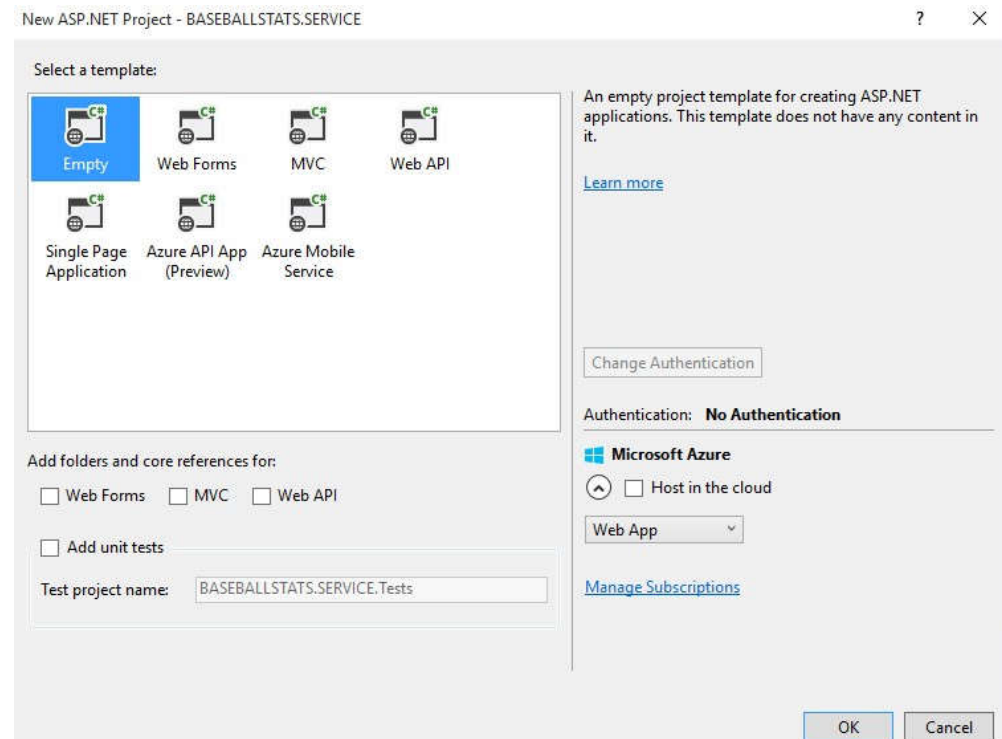 New ASP.NET Project - BASEBALLSTATS.SERVICE
?
Select a template:
C# C# C# C#
Empty Web Forms MVC Web API
C# C# C#
Single Page Application
Azure API App (Preview)
Azure Mobile Service
An empty project template for creating ASP.NET
applications. This template does not have any content in
it.
Learn more
Change Authentication
Authentication: No Authentication
Add folders and core references for:
Web Forms MVC Web API
Add unit tests
Test project name: BASEBALLSTATS.SERVICE.Tests
Microsoft Azure
Host in the cloud
Web App
Manage Subscriptions
OK Cancel